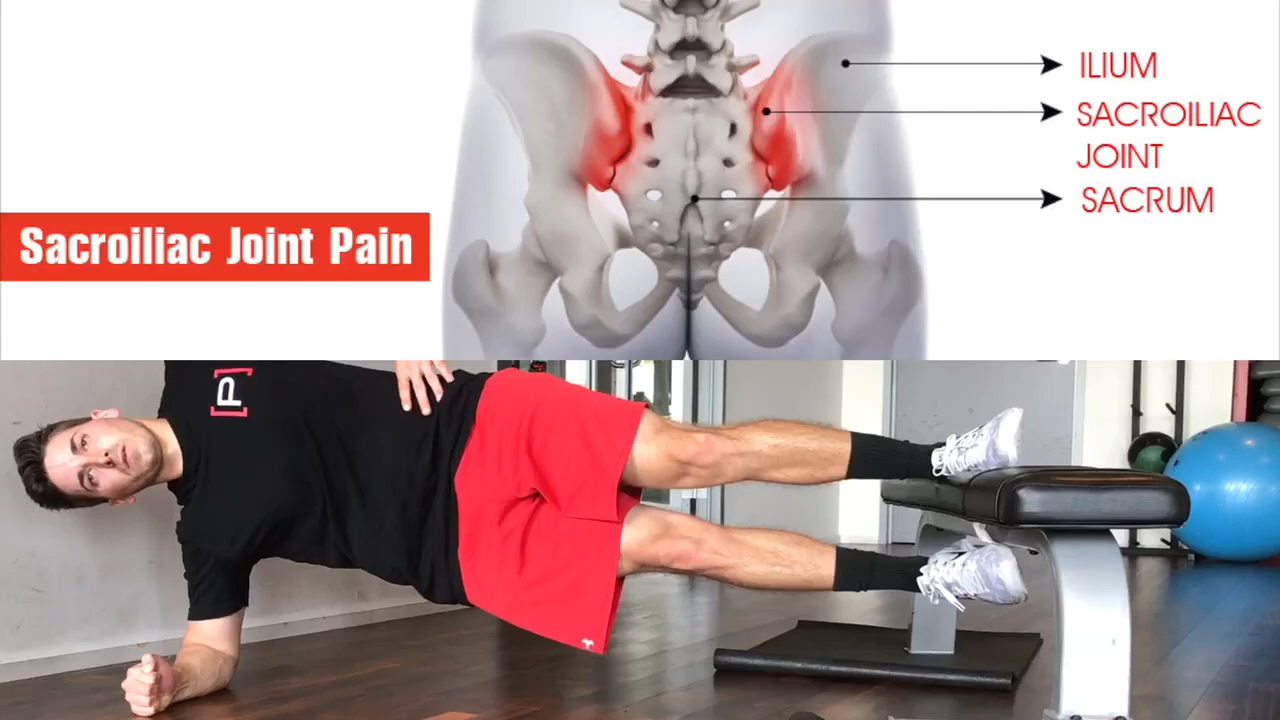 ILIUM
SACROILIAC
JOINT
SACRUM
Sacroiliac Joint Pain
[P]